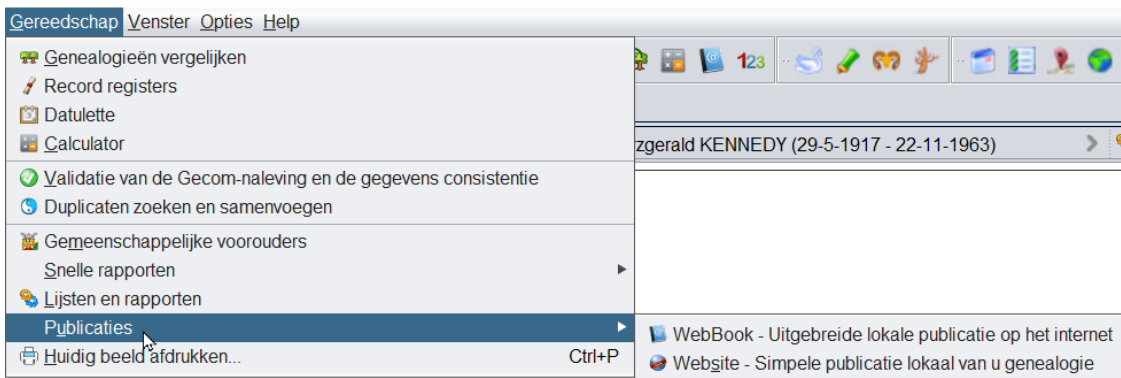 Gereedschap Venster Opties Help
Genealogieën vergelijken
Record registers
Datulette
Calculator
123
zgerald KENNEDY (29-5-1917 - 22-11-1963)
Validatie van de Gecom-naleving en de gegevens consistentie
Duplicaten zoeken en samenvoegen
Gemeenschappelijke voorouders
Snelle rapporten
Lijsten en rapporten
Publicaties
WebBook - Uitgebreide lokale publicatie op het internet
Huidig beeld afdrukken... Ctrl+P
Website - Simpele publicatie lokaal van u genealogie